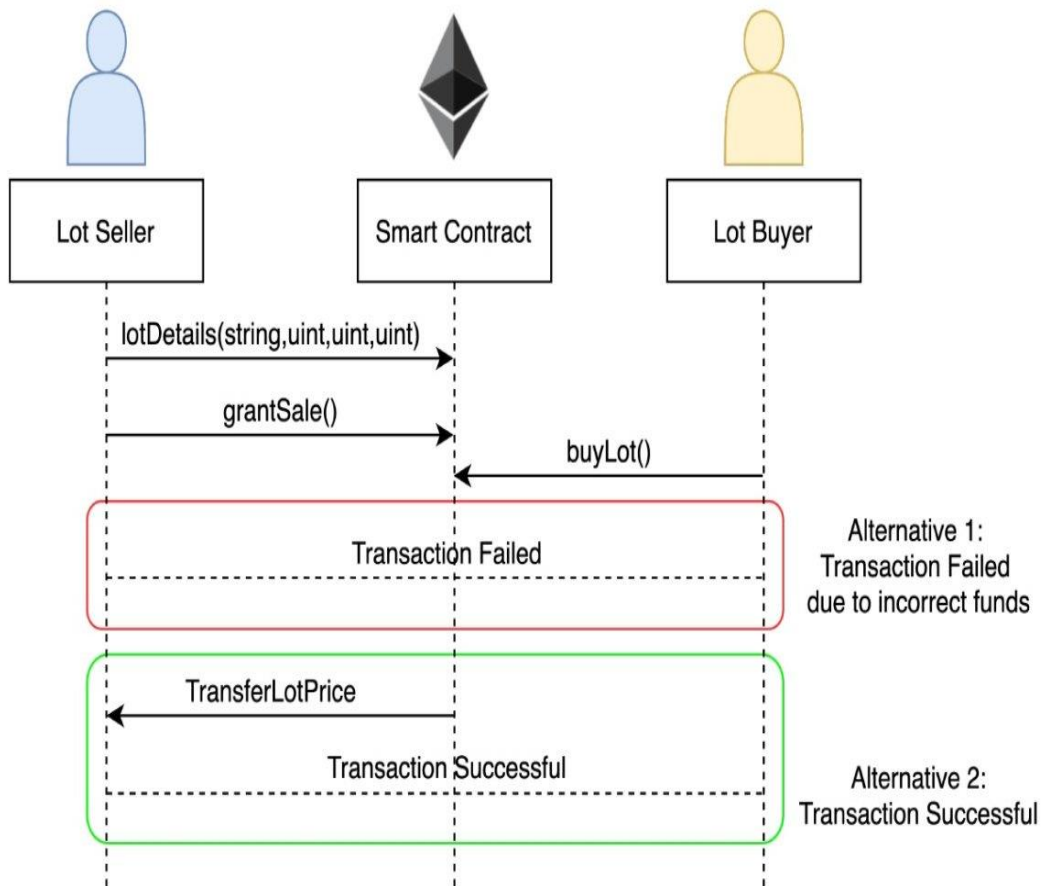 Lot Seller
Smart Contract
Lot Buyer
lotDetails(string,uint,uint,uint)
grantSale()
buyLot()
Transaction Failed
Alternative 1:
Transaction Failed
due to incorrect funds
TransferLotPrice
Transaction Successful
Alternative 2:
Transaction Successful